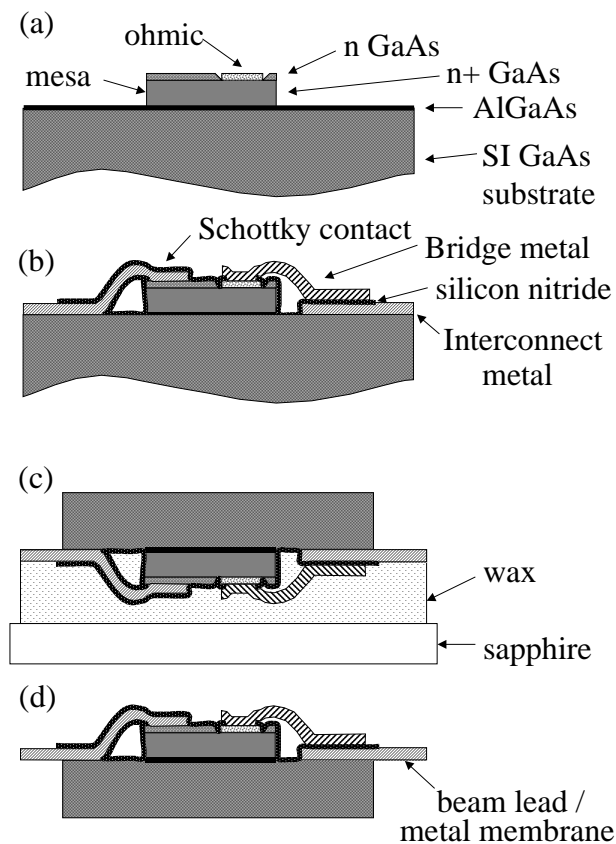 (a)
ohmic
n GaAs
mesa
n+ GaAs
AlGaAs
SI GaAs
substrate
Schottky contact
(b)
Bridge metal
silicon nitride
Interconnect
metal
(c)
wax
sapphire
(d)
beam lead /
metal membrane